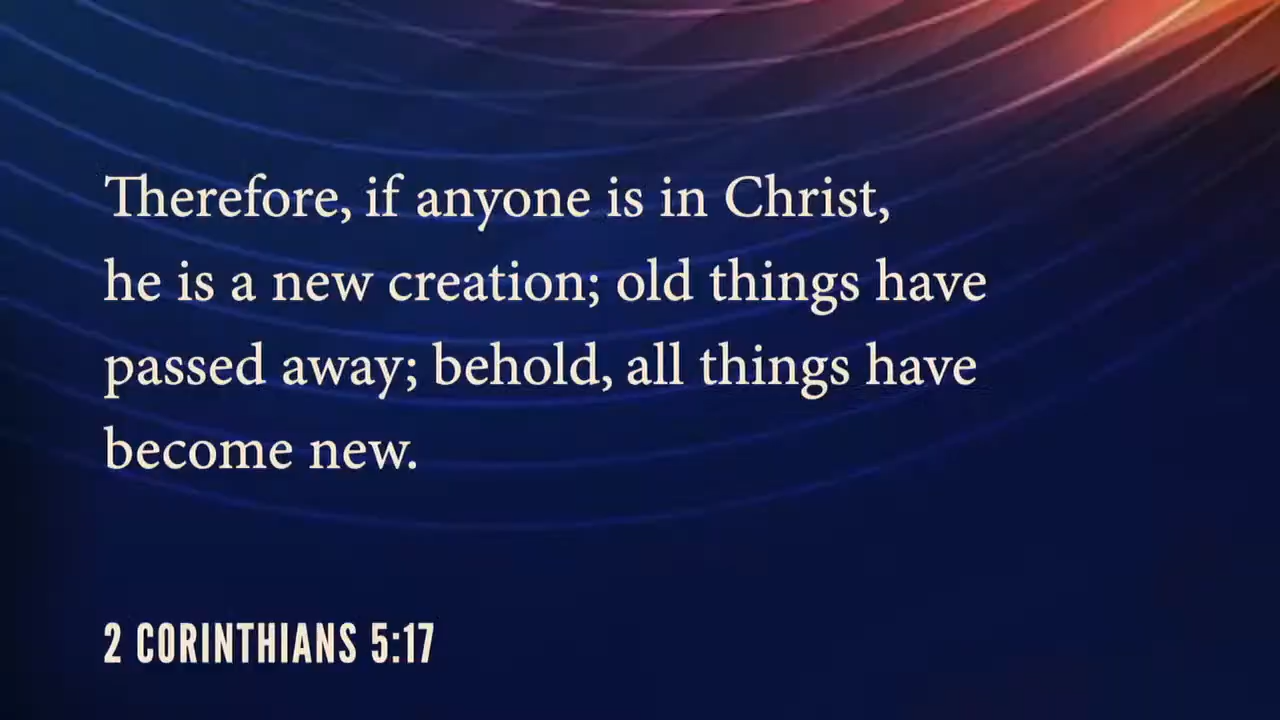 Therefore, if anyone is in Christ,
he is a new creation; old things have
passed away; behold, all things have
become new.
2 CORINTHIANS 5:17